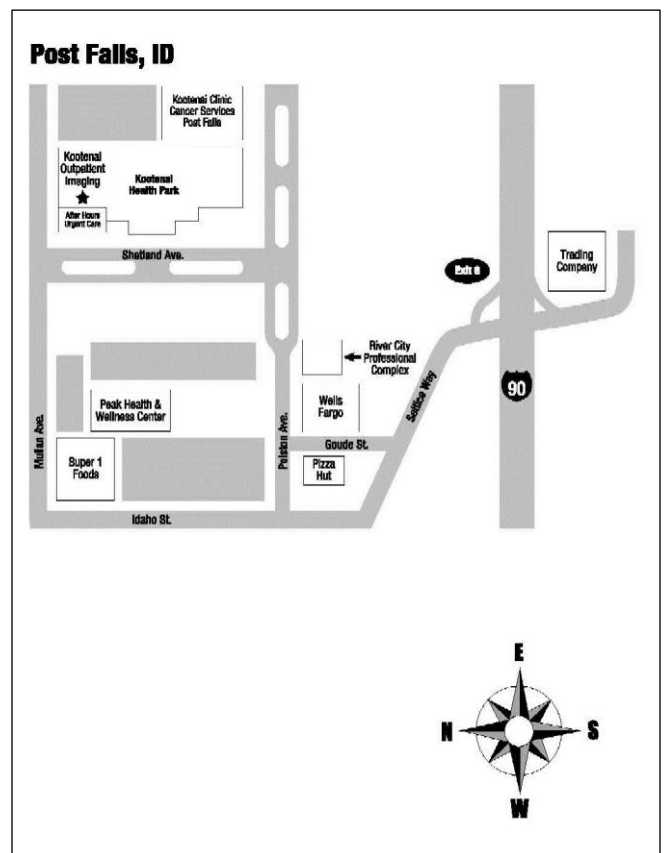 Post Falls, ID
Kootenai Clinic
Cancer Services
Post Falls
Kootenai
Outpatient
Imaging
Kootenai
Health Park
After Hours
Urgent Care
Shetland Ave.
Exit 6
Trading
Company
River City
Professional
Complex
Seltice Way
90
Peak Health &
Wellness Center
Wells
Fargo
Mullan Ave.
Polston Ave.
Goude St.
Super 1
Foods
Pizza
Hut
Idaho St.
E
N
S
W